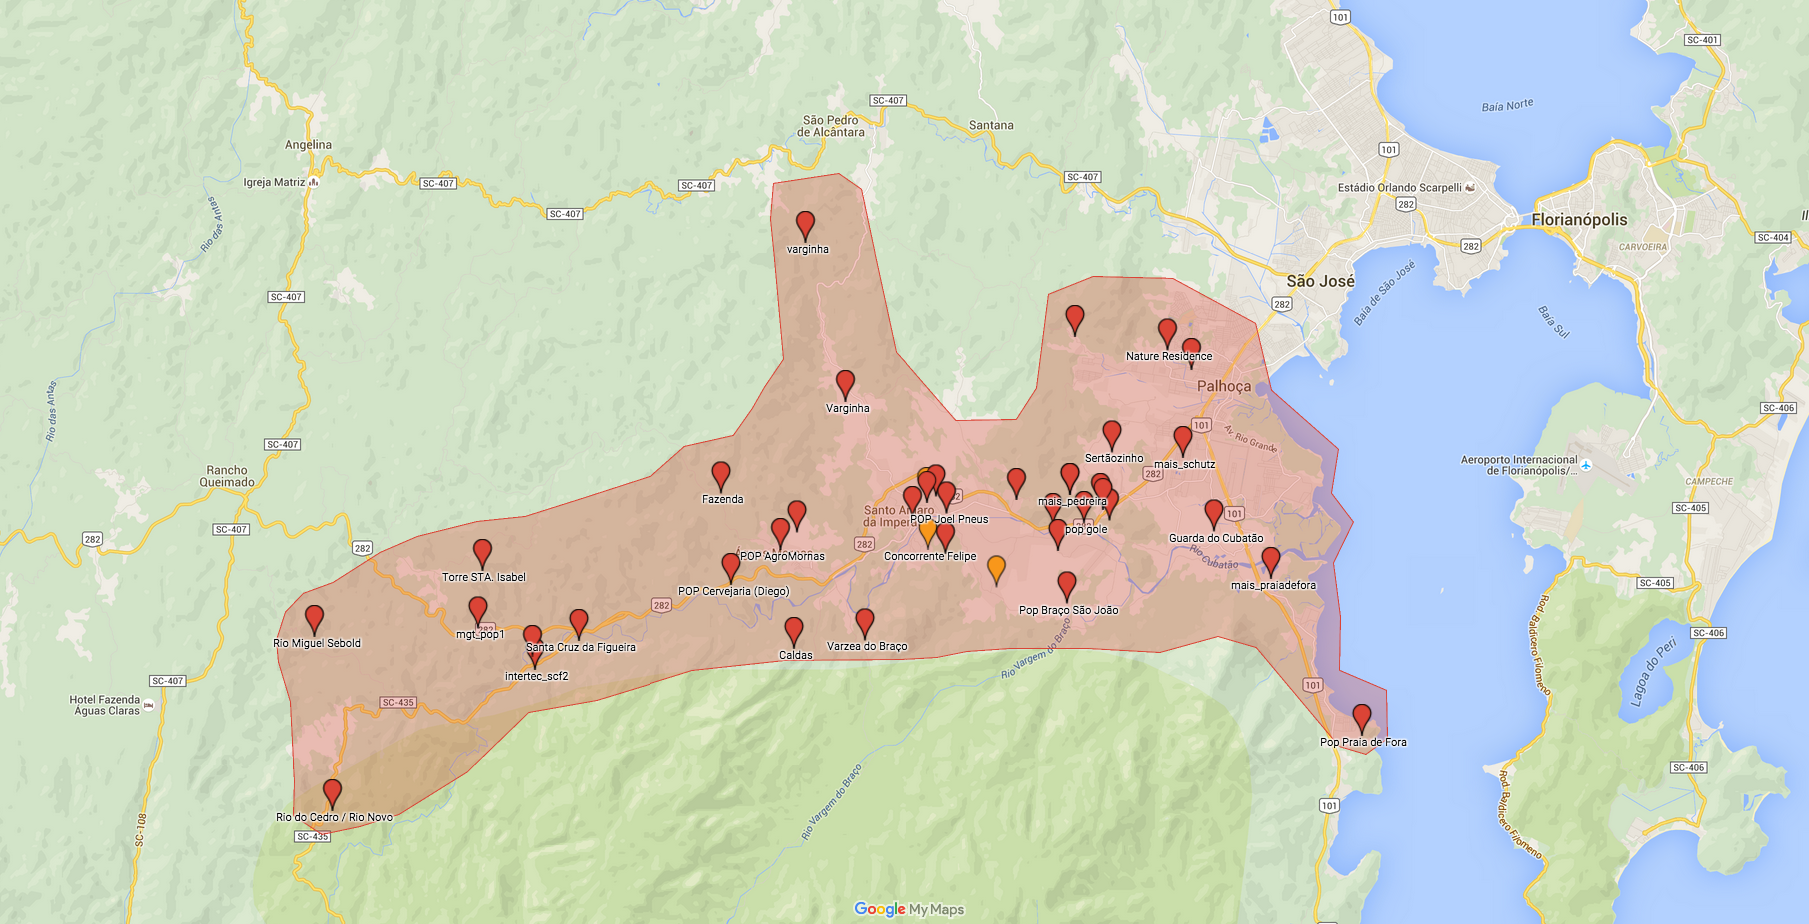 101
SC-401
Baía Norte
SC-407
São Pedro
de Alcântara
Santana
Angelina
101
Igreja Matriz
SC-407
SC-407
SC-407
Estádio Orlando Scarpelli
282
SC-407
Rio das Antas
Florianópolis
282
CARVOEIRA
SC-404
varginha
São José
Baía de São José
SC-407
282
Baía Sul
Nature Residence
Palhoça
Rio das Antas
Varginha
SC-406
101
Av. Rio Grande
SC-407
Sertãozinho
mais_schutz
Aeroporto Internacional
de Florianópolis/...
Rancho
Queimado
282
CAMPECHE
Fazenda
mais_pedreira
SC-405
Santo Amaro
da Impera
POP Joel Pneus
101
pop gole
Guarda do Cubatão
282
282
282
POP AgroMornas
Concorrente Felipe
Rio Cubatão
Torre STA. Isabel
POP Cervejaria (Diego)
mais_praiadefora
SC-405
282
Pop Braço São João
Rio Miguel Sebold
mgt_pop1
282
Santa Cruz da Figueira
Caldas
Varzea do Braço
SC-406
intertec_scf2
Rio Vargem do Braço
Rod. Baldicero Filomeno
Lagoa do Peri
SC-407
101
Hotel Fazenda
Águas Claras
SC-435
Pop Praia de Fora
SC-406
Rio do Cedro / Rio Novo
Rio Vargem do Braço
101
Rod. Baldicero Filomeno
SC-108
SC-435
Google My Maps